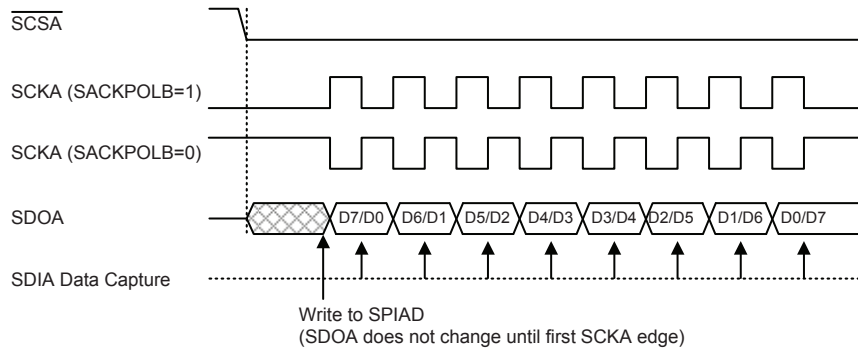 SCSA
SCKA (SACKPOLB=1)
SCKA (SACKPOLB=0)
SDOA D7/D0 D6/D1 D5/D2 D4/D3 D3/D4 D2/D5 D1/D6 D0/D7
SDIA Data Capture
Write to SPIAD
(SDOA does not change until first SCKA edge)